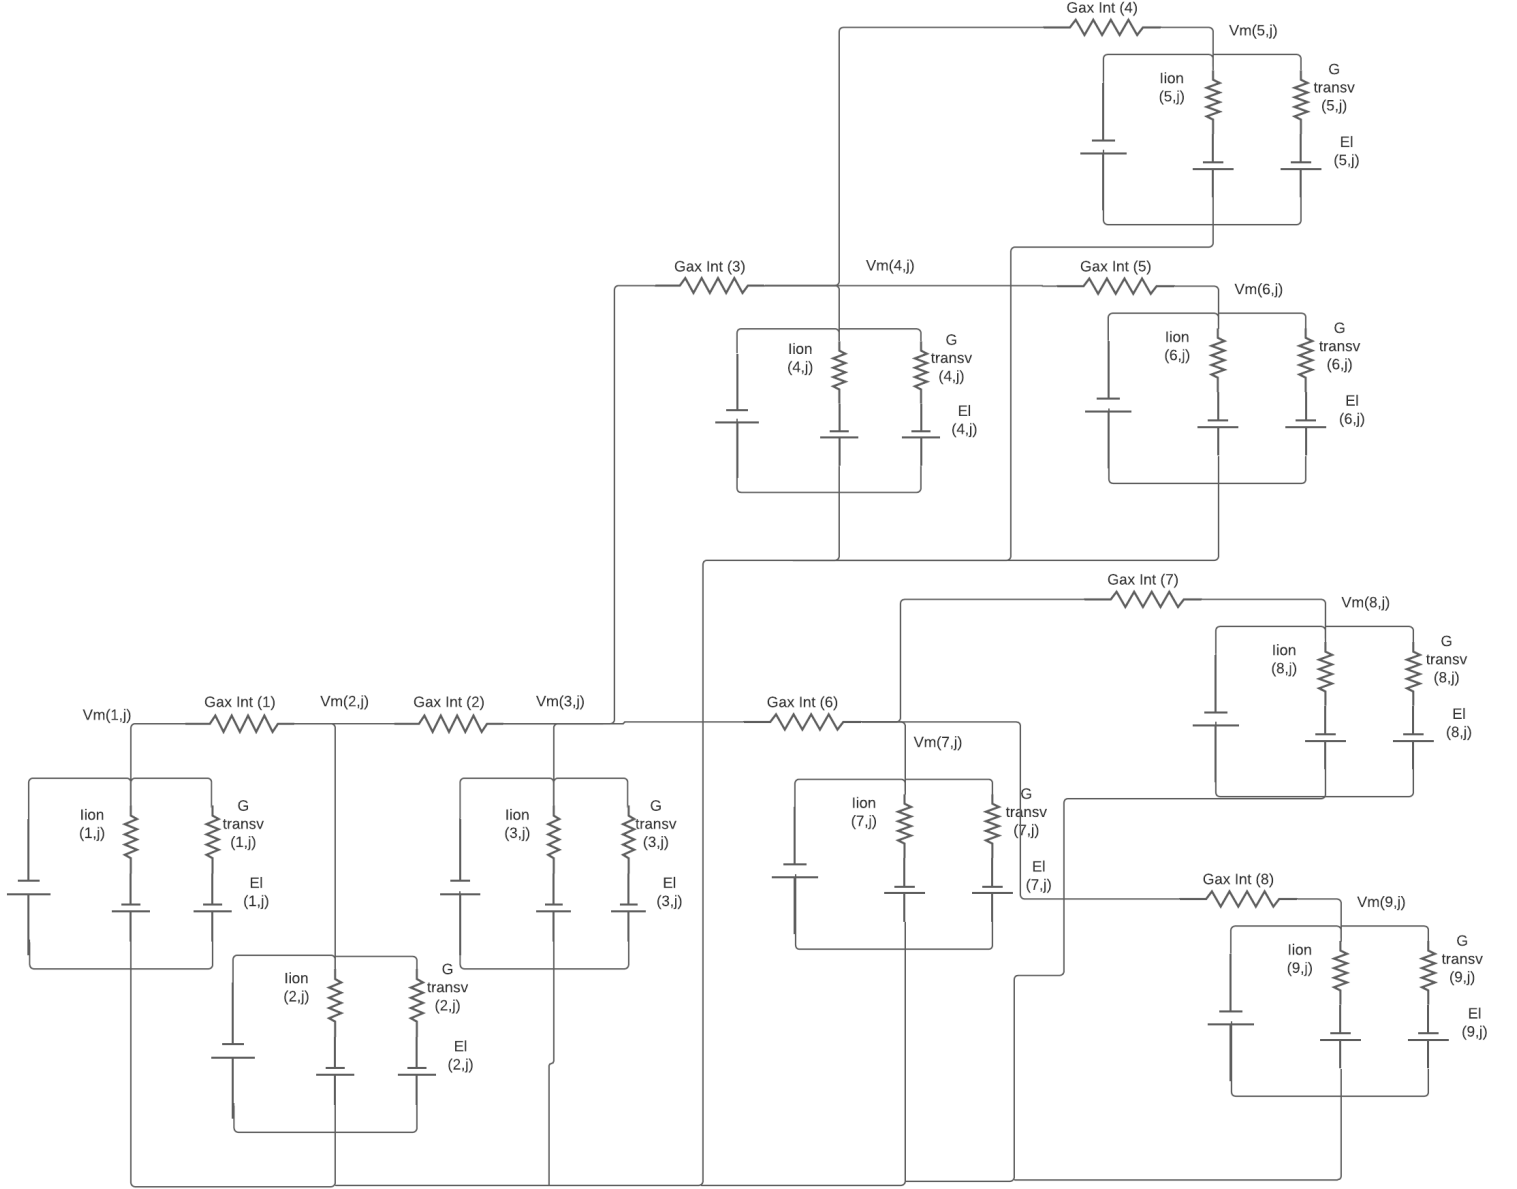 Gax Int (4)
Vm(5,j)
Iion
(5,j)
G
transv
(5,j)
El
(5,j)
Gax Int (3)
Vm(4,j)
Gax Int (5)
Vm(6,j)
Iion
(4,j)
G
transv
(4,j)
El
(4,j)
Iion
(6,j)
G
transv
(6,j)
El
(6,j)
Gax Int (7)
Vm(8,j)
Iion
(8,j)
G
transv
(8,j)
El
(8,j)
Vm(1,j)
Gax Int (1)
Vm(2,j)
Gax Int (2)
Vm(3,j)
Gax Int (6)
Vm(7,j)
Iion
(1,j)
G
transv
(1,j)
El
(1,j)
Iion
(3,j)
G
transv
(3,j)
El
(3,j)
Iion
(7,j)
G
transv
(7,j)
El
(7,j)
Gax Int (8)
Vm(9,j)
Iion
(2,j)
G
transv
(2,j)
El
(2,j)
Iion
(9,j)
G
transv
(9,j)
El
(9,j)